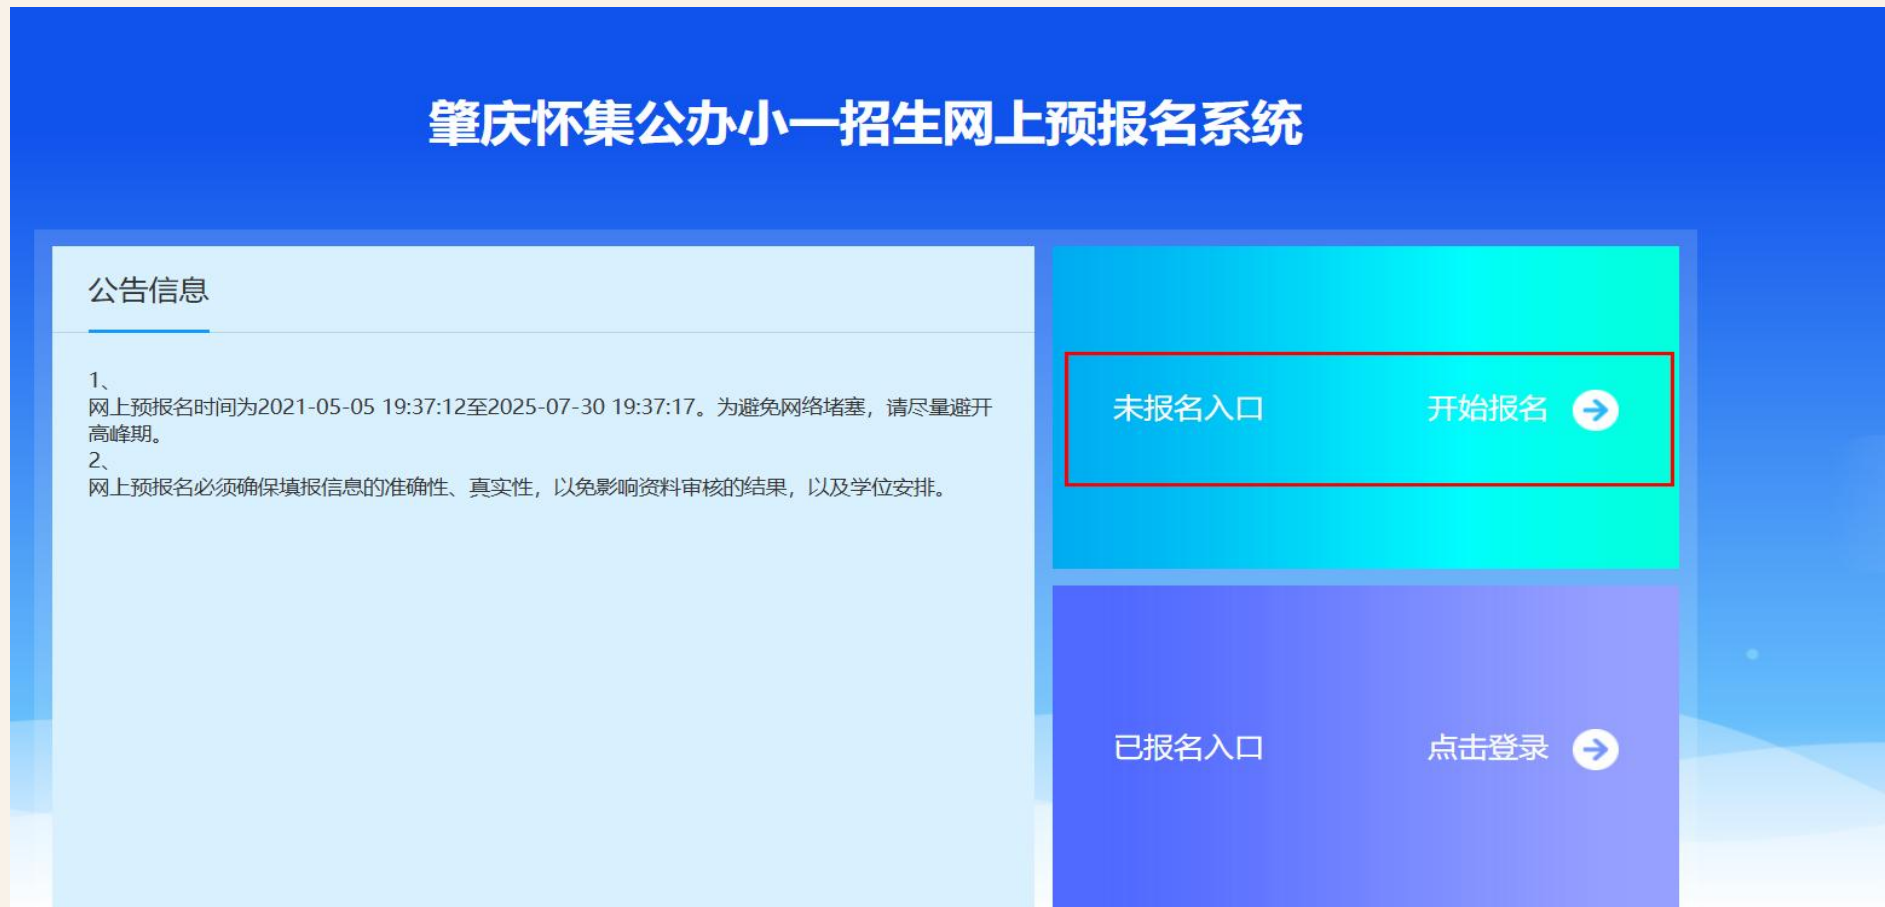 肇庆怀集公办小一招生网上预报名系统
公告信息
1、
网上预报名时间为2021-05-05 19:37:12至2025-07-30 19:37:17。为避免网络堵塞，请尽量避开
高峰期。
2、
网上预报名必须确保填报信息的准确性、真实性，以免影响资料审核的结果，以及学位安排。
未报名入口 开始报名
已报名入口 点击登录